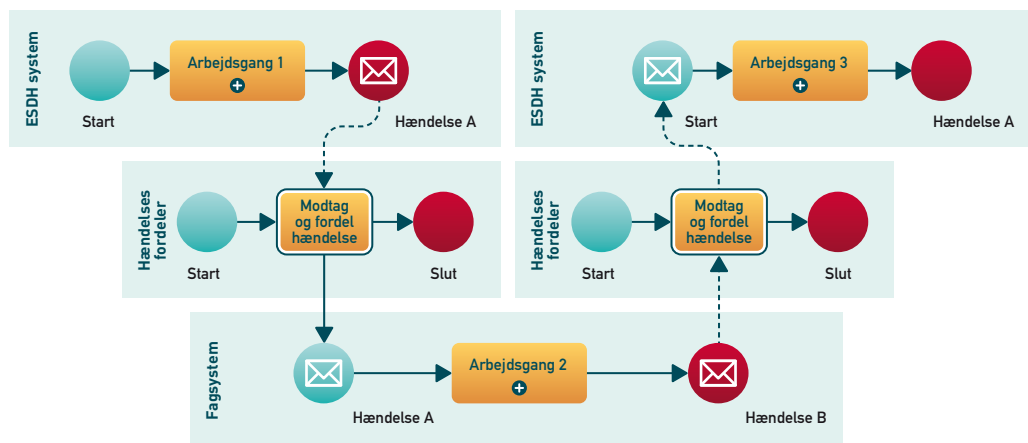 ESDH system
Arbejdsgang 1
Start
Hændelse A
ESDH system
Arbejdsgang 3
Start
Hændelse A
Hændelses
fordeler
Modtag
og fordel
hændelse
Start
Slut
Hændelses
fordeler
Modtag
og fordel
hændelse
Start
Slut
Fagsystem
Arbejdsgang 2
Hændelse A
Hændelse B